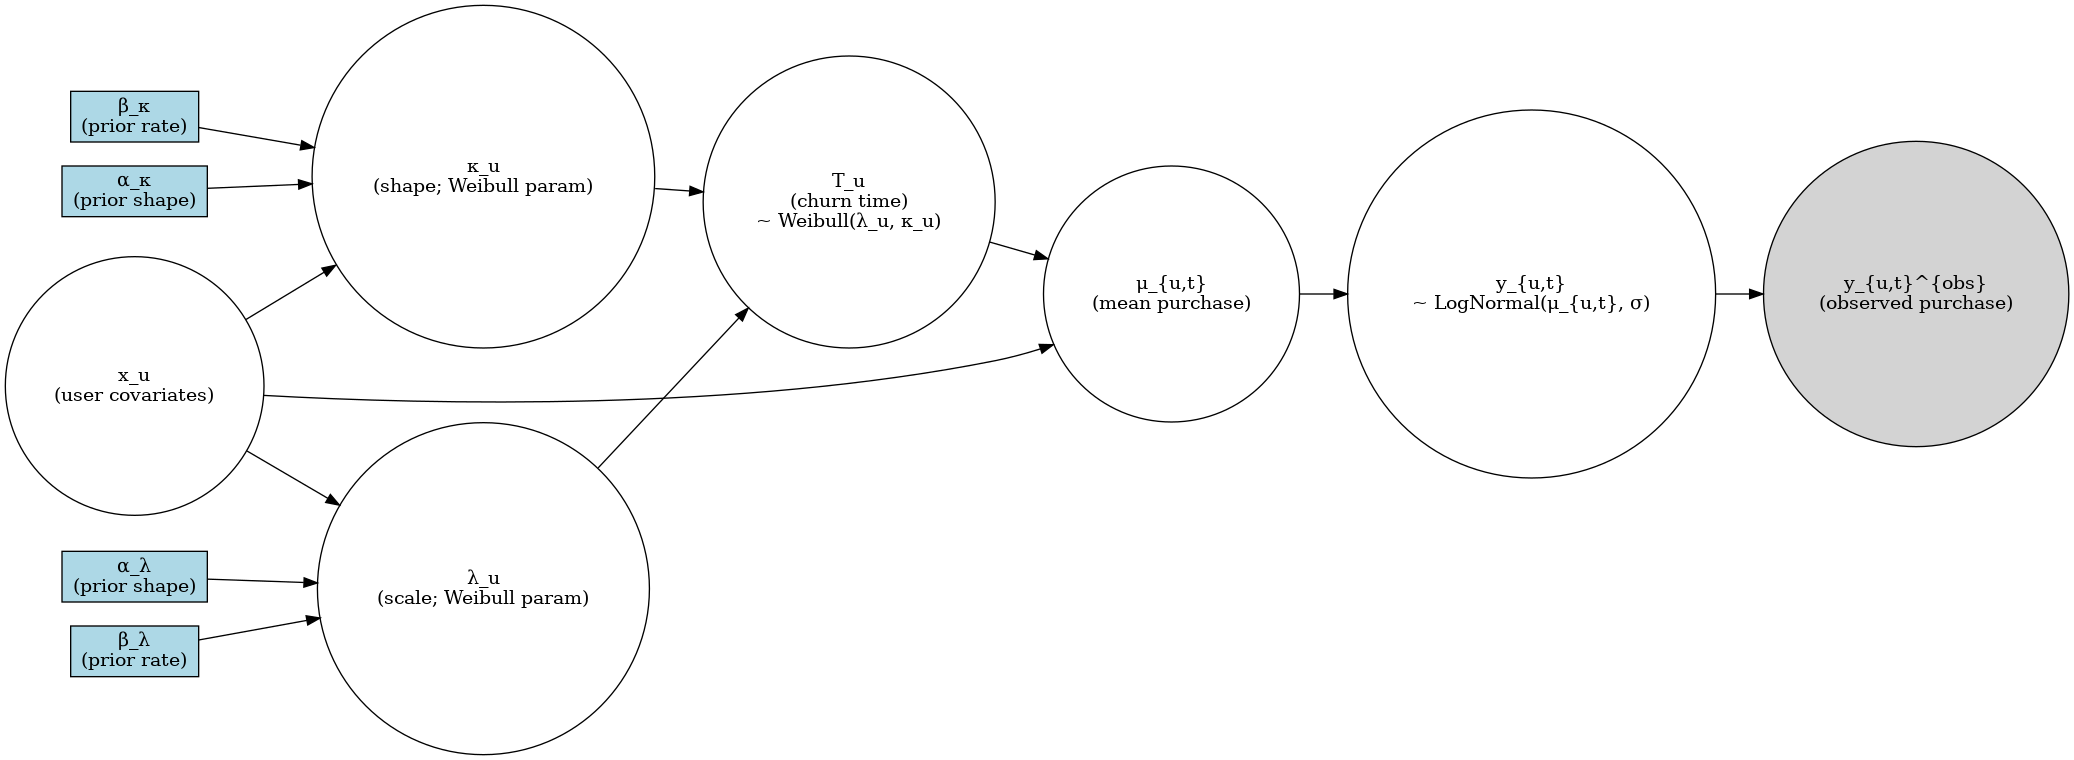 β_κ
(prior rate)
α_κ
(prior shape)
x_u
(user covariates)
α_λ
(prior shape)
β_λ
(prior rate)
κ_u
(shape; Weibull param)
λ_u
(scale; Weibull param)
T_u
(churn time)
~ Weibull(λ_u, κ_u)
μ_{u,t}
(mean purchase)
y_{u,t}
~ LogNormal(μ_{u,t}, σ)
y_{u,t}^{obs}
(observed purchase)